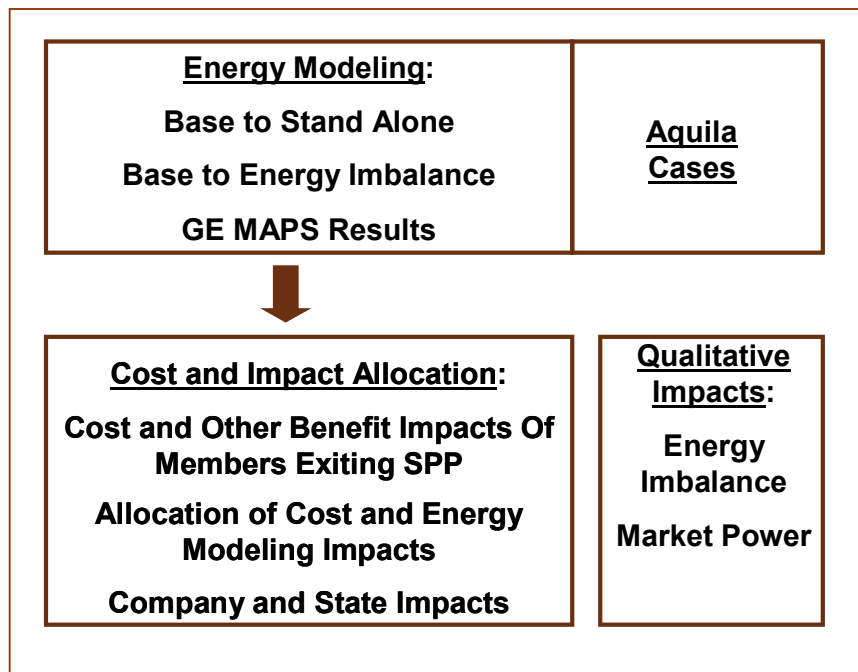 Energy Modeling:
Base to Stand Alone
Base to Energy Imbalance
GE MAPS Results
Aquila
Cases
Cost and Impact Allocation:
Cost and Other Benefit Impacts Of
Members Exiting SPP
Allocation of Cost and Energy
Modeling Impacts
Company and State Impacts
Qualitative
Impacts:
Energy
Imbalance
Market Power